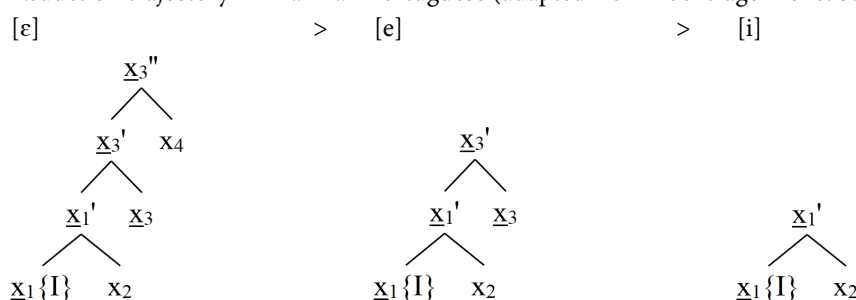 [ɛ] > [e] > [i]
x3"
x3' x4 x3'
x1' x3 x1' x3 x1'
x1{I} x2 x1{I} x2 x1{I} x2